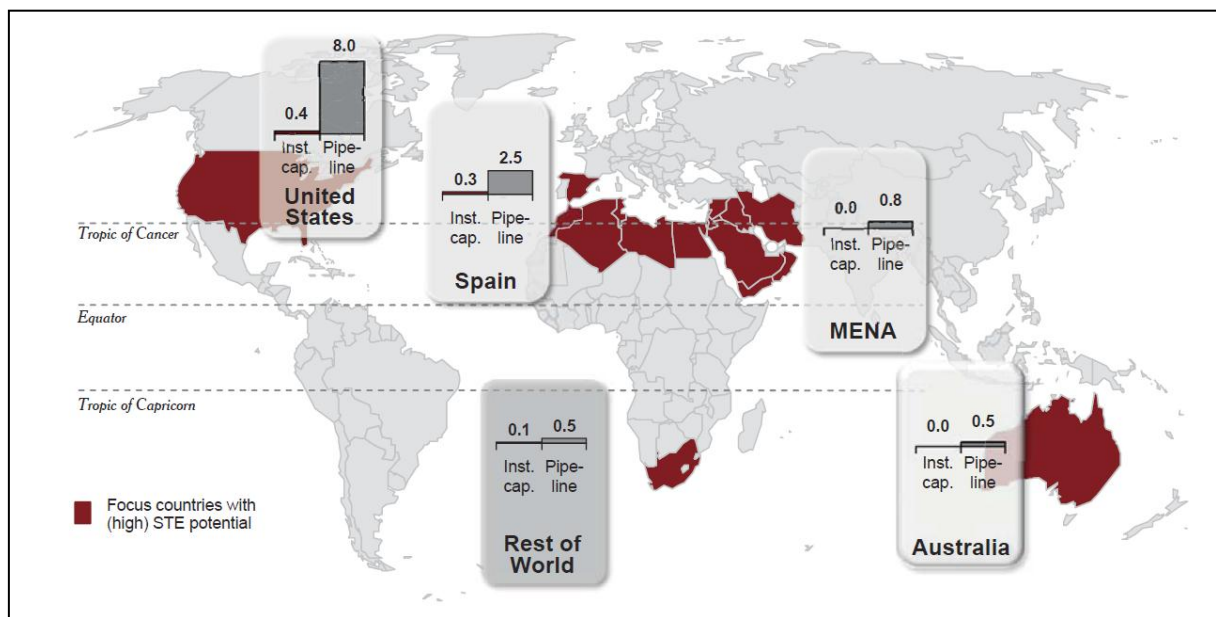 8.0
0.4
Inst. Pipe-
cap. line
United
States
2.5
0.3
Inst. Pipe-
cap. line
Spain
0.0 0.8
Inst. Pipe-
cap. line
MENA
Tropic of Cancer
Equator
Tropic of Capricorn
0.1 0.5
Inst. Pipe-
cap. line
Rest of
World
0.0 0.5
Inst. Pipe-
cap. line
Australia
Focus countries with
(high) STE potential